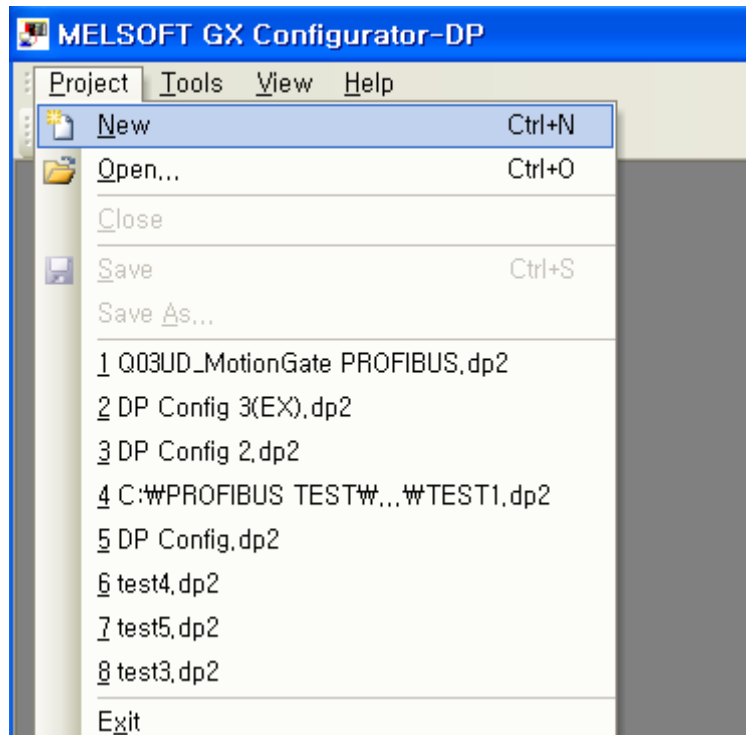 MELSOFT GX Configurator-DP
Project Tools View Help
New Ctrl+N
Open... Ctrl+O
Close
Save Ctrl+S
Save As...
1 Q03UD_MotionGate PROFIBUS.dp2
2 DP Config 3(EX).dp2
3 DP Config 2.dp2
4 C:₩PROFIBUS TEST₩...₩TEST1.dp2
5 DP Config.dp2
6 test4.dp2
7 test5.dp2
8 test3.dp2
Exit